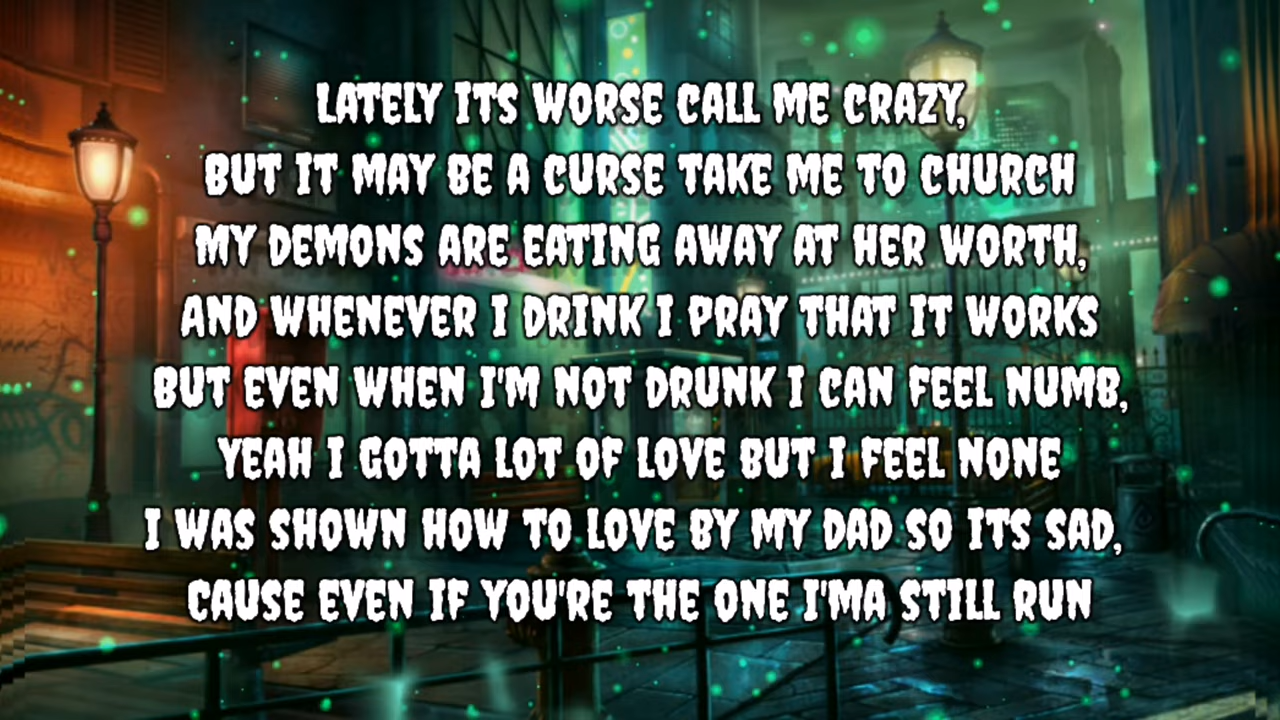 LATELY ITS WORSE CALL ME CRAZY,
BUT IT MAY BE A CURSE TAKE ME TO CHURCH
MY DEMONS ARE EATING AWAY AT HER WORTH,
AND WHENEVER I DRINK I PRAY THAT IT WORKS
BUT EVEN WHEN I'M NOT DRUNK I CAN FEEL NUMB,
YEAH I GOTTA LOT OF LOVE BUT I FEEL NONE
I WAS SHOWN HOW TO LOVE BY MY DAD SO ITS SAD,
CAUSE EVEN IF YOU'RE THE ONE I'MA STILL RUN